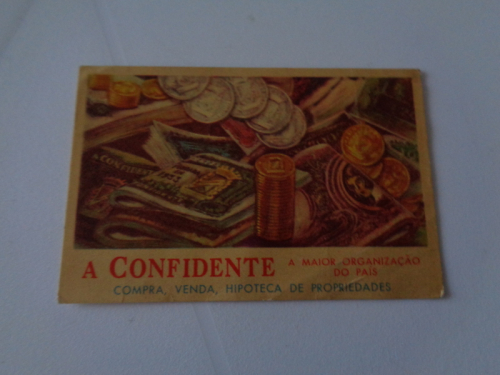 A CONFIDENTE
A MAIOR ORGANIZAÇÃO
DO PAÍS
COMPRA, VENDA, HIPOTECA DE PROPRIEDADES